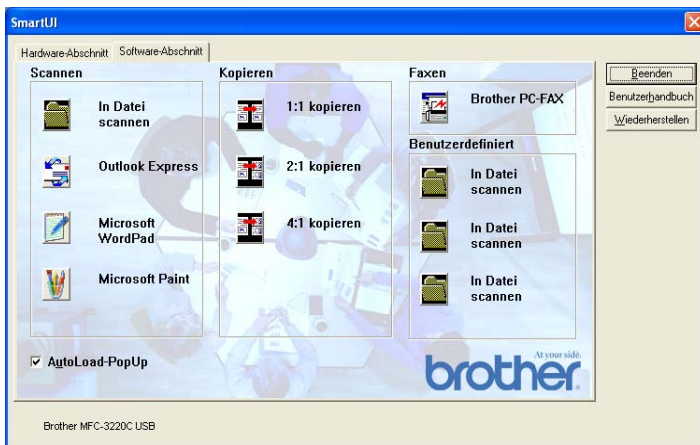 SmartUI
Hardware-Abschnitt
Software-Abschnitt
Scannen
In Datei
scannen
Outlook Express
Microsoft
WordPad
Microsoft Paint
Kopieren
1:1 kopieren
2:1 kopieren
4:1 kopieren
Faxen
Brother PC-FAX
Benutzerdefiniert
In Datei
scannen
In Datei
scannen
In Datei
scannen
Beenden
Benutzerhandbuch
Wiederherstellen
AutoLoad-PopUp
At your side.
brother
Brother MFC-3220C USB